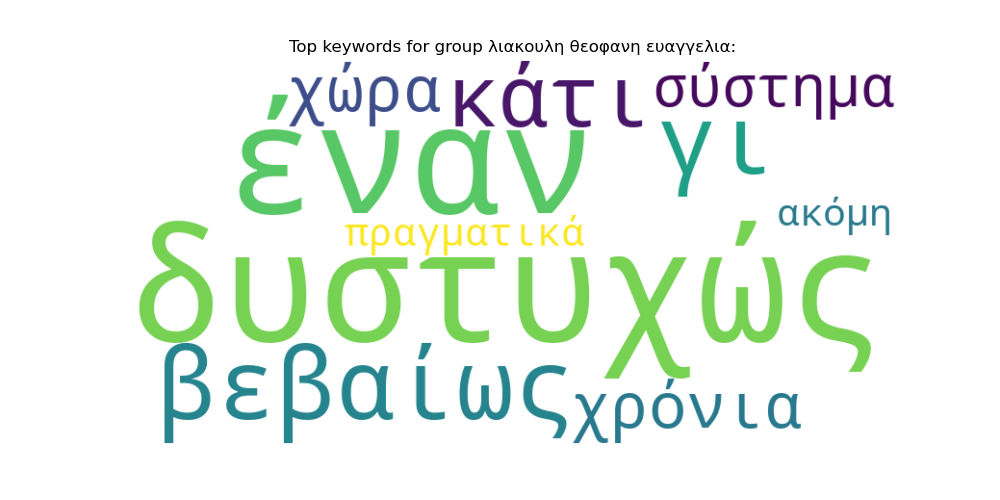 Top keywords for group λιακουλη θεοφανη ευαγγελια:
χώρα κάτι σύστημα
έναν γι
πραγματικά ακόμη
δυστυχώς
βεβαίως χρόνια